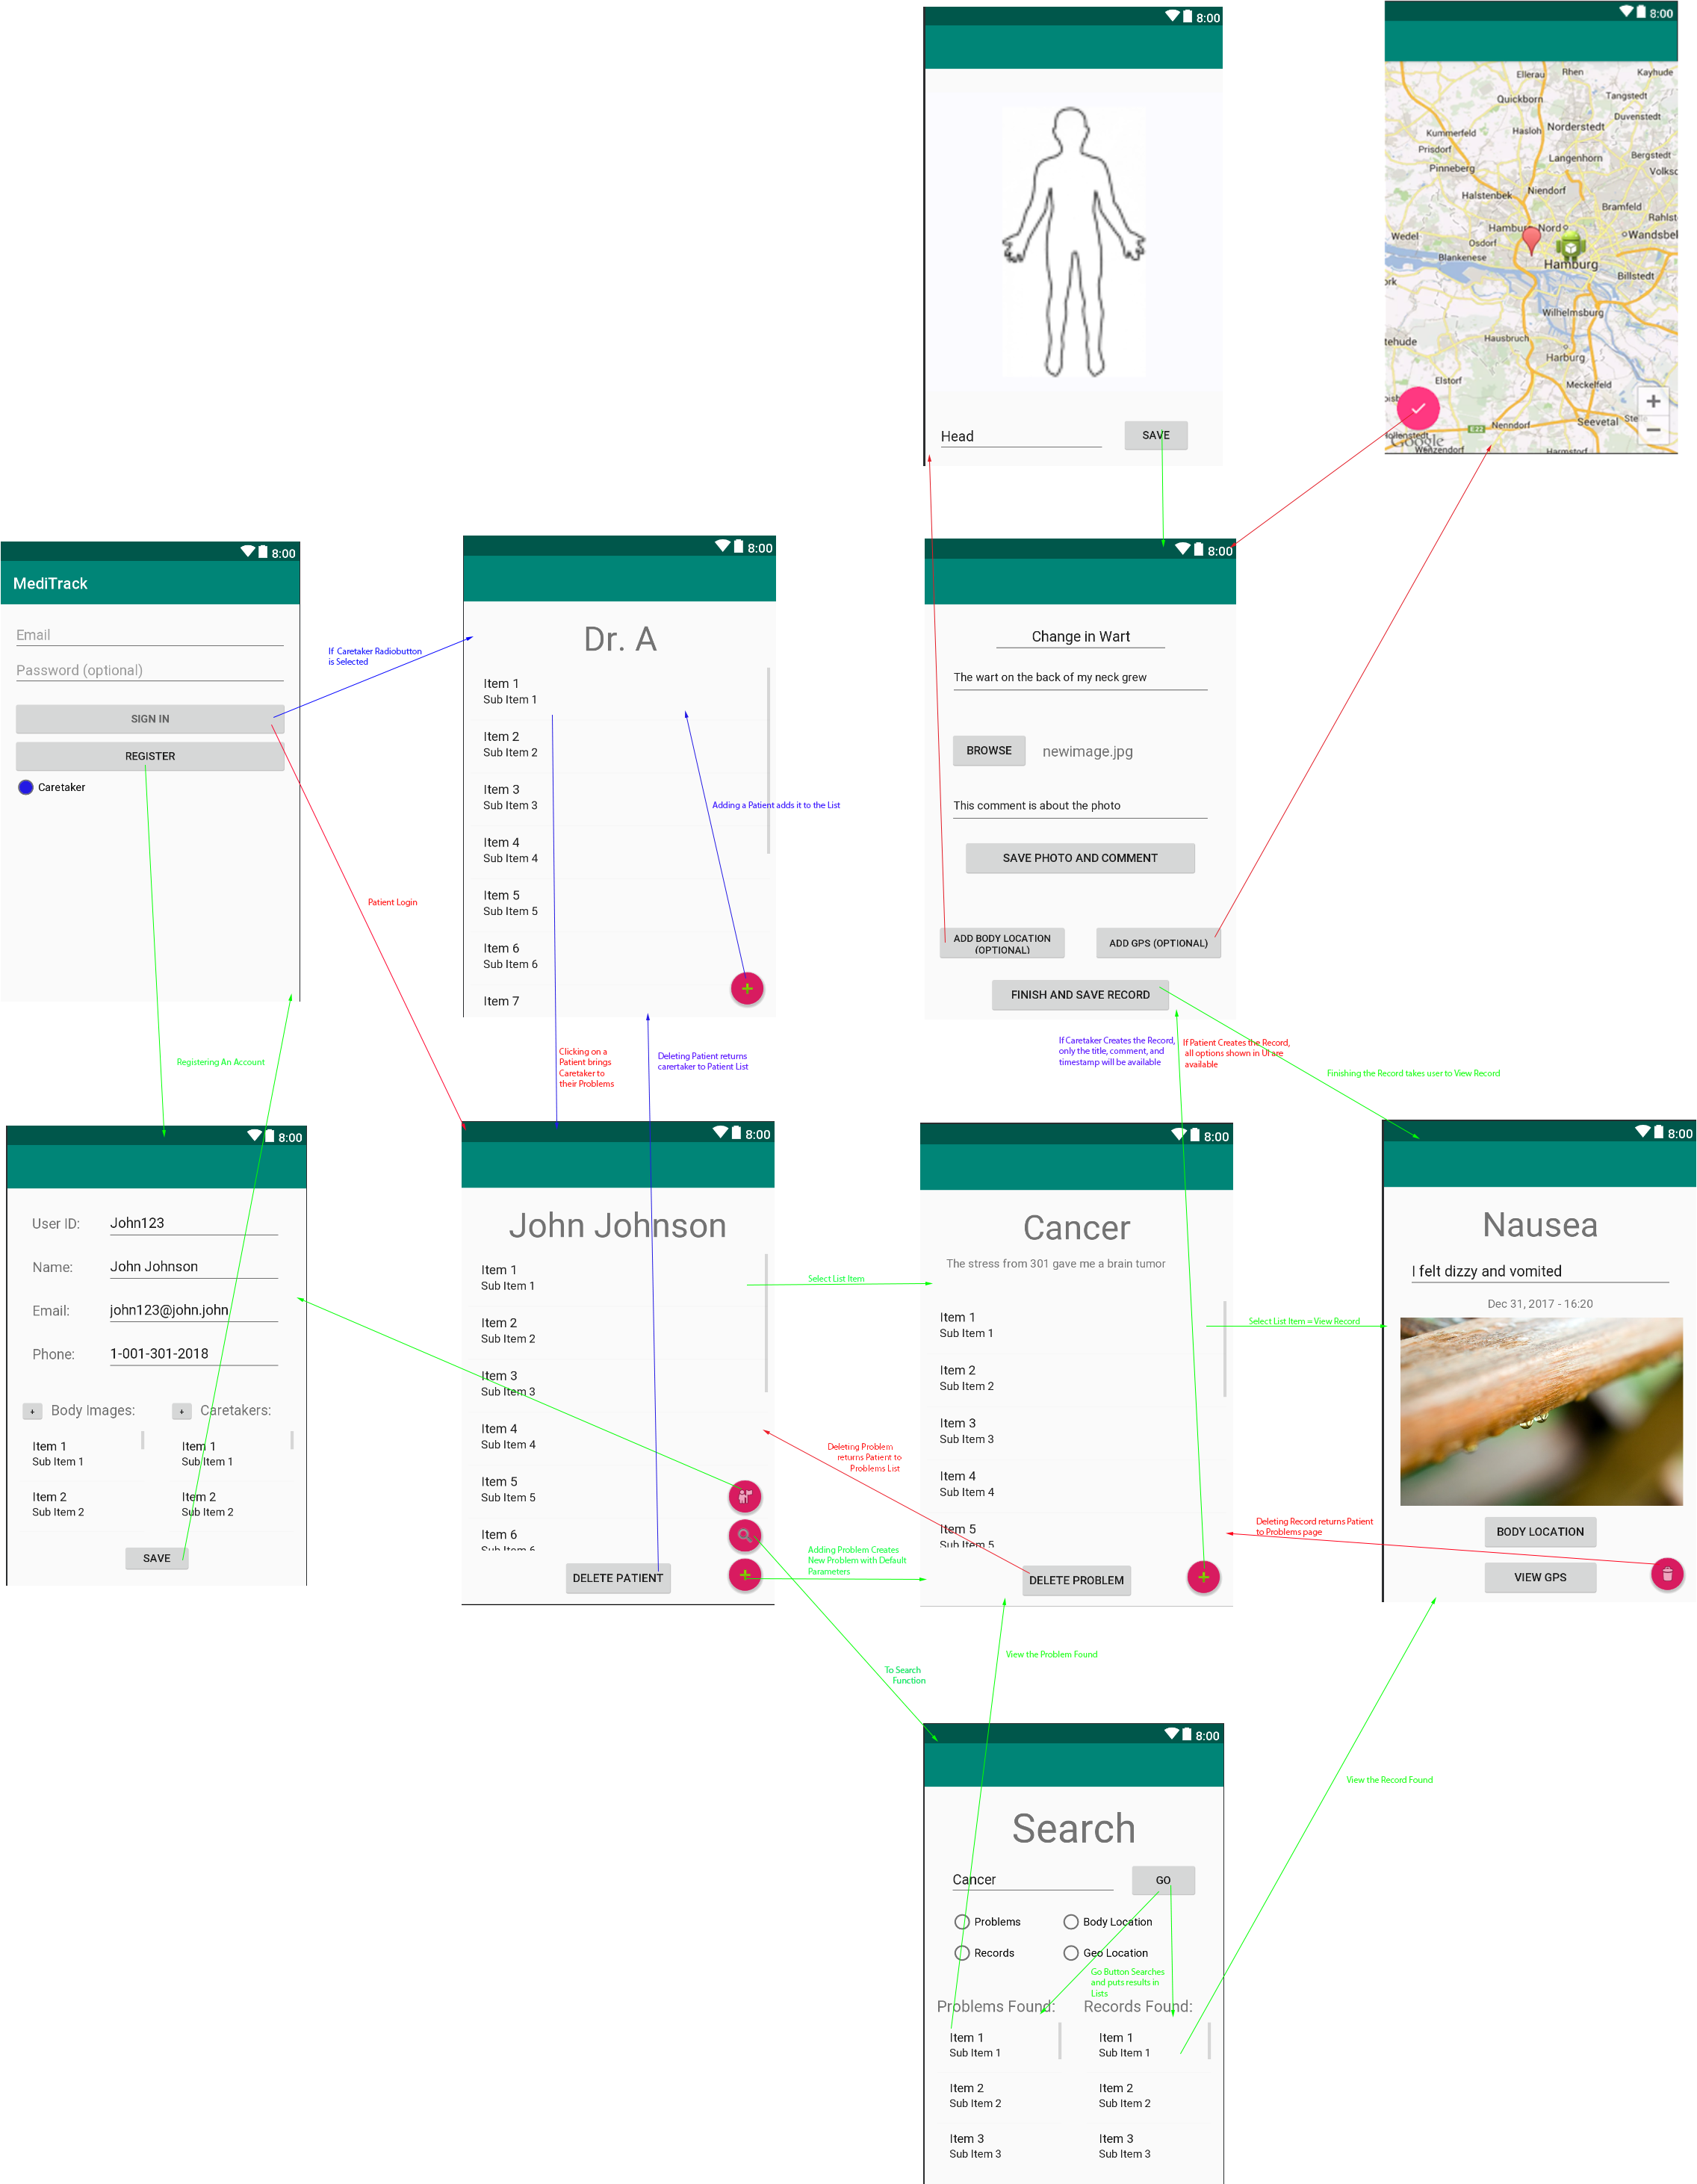 8:00
Head
SAVE
8:00
Ellerau
Rhen
Kayhude
Quickborn
Tangstedt
Duvenstedt
Kummerfeld
Hasloh
Norderstedt
Prisdorf
Langenhorn
Bergstedt
Pinneberg
Volksd
Halstenbek
Niendorf
Bramfeld
Rahlst
Hamburg-Nord
Wedel
Osdorf
Wandsbek
Blankenese
Hamburg
Billstedt
ork
Wilhelmsburg
tehude
Hausbruch
Harburg
Elstorf
Meckelfeld
+
E22
Nenndorf
Seevetal
Stelle
−
Hollenstedt
Google
Wenzendorf
Harmstorf
8:00
MediTrack
Email
Password (optional)
SIGN IN
REGISTER
Caretaker
If Caretaker Radiobutton
is Selected
Patient Login
Registering An Account
8:00
Dr. A
Item 1
Sub Item 1
Item 2
Sub Item 2
Item 3
Sub Item 3
Item 4
Sub Item 4
Item 5
Sub Item 5
Item 6
Sub Item 6
Item 7
+
Adding a Patient adds it to the List
Clicking on a
Patient brings
Caretaker to
their Problems
Deleting Patient returns
carertaker to Patient List
8:00
Change in Wart
The wart on the back of my neck grew
BROWSE
newimage.jpg
This comment is about the photo
SAVE PHOTO AND COMMENT
ADD BODY LOCATION
(OPTIONAL)
ADD GPS (OPTIONAL)
FINISH AND SAVE RECORD
If Caretaker Creates the Record,
only the title, comment, and
timestamp will be available
If Patient Creates the Record,
all options shown in UI are
available
Finishing the Record takes user to View Record
8:00
User ID:
John123
Name:
John Johnson
Email:
john123@john.john
Phone:
1-001-301-2018
+
Body Images:
+
Caretakers:
Item 1
Sub Item 1
Item 2
Sub Item 2
Item 1
Sub Item 1
Item 2
Sub Item 2
SAVE
8:00
John Johnson
Item 1
Sub Item 1
Item 2
Sub Item 2
Item 3
Sub Item 3
Item 4
Sub Item 4
Item 5
Sub Item 5
Item 6
Sub Item 6
DELETE PATIENT
+
Select List Item
Deleting Problem
returns Patient to
Problems List
Adding Problem Creates
New Problem with Default
Parameters
To Search
Function
8:00
Cancer
The stress from 301 gave me a brain tumor
Item 1
Sub Item 1
Item 2
Sub Item 2
Item 3
Sub Item 3
Item 4
Sub Item 4
Item 5
Sub Item 5
DELETE PROBLEM
+
Select List Item = View Record
Deleting Record returns Patient
to Problems page
View the Problem Found
8:00
Nausea
I felt dizzy and vomited
Dec 31, 2017 - 16:20
BODY LOCATION
VIEW GPS
View the Record Found
8:00
Search
Cancer
GO
Problems
Body Location
Records
Geo Location
Go Button Searches
and puts results in
Lists
Problems Found:
Records Found:
Item 1
Sub Item 1
Item 2
Sub Item 2
Item 3
Sub Item 3
Item 1
Sub Item 1
Item 2
Sub Item 2
Item 3
Sub Item 3